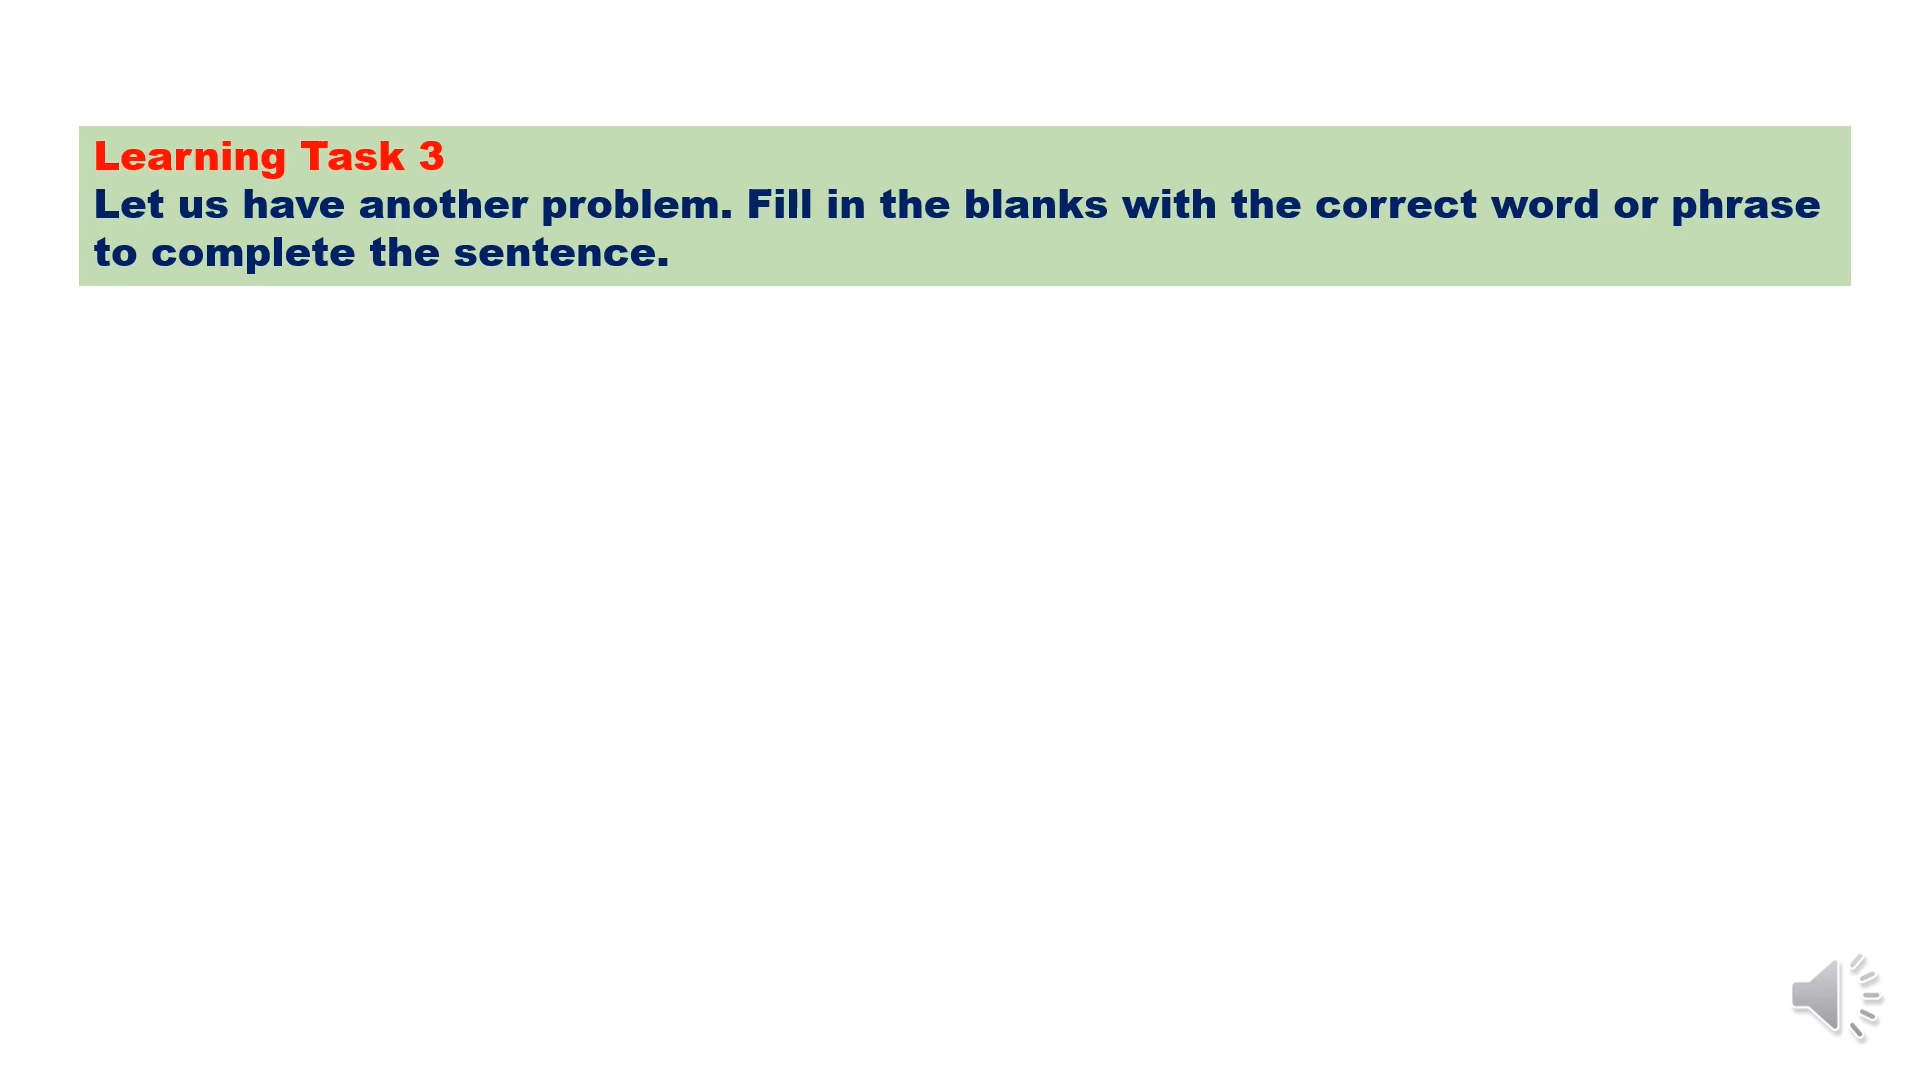 Learning Task 3
Let us have another problem. Fill in the blanks with the correct word or phrase
to complete the sentence.